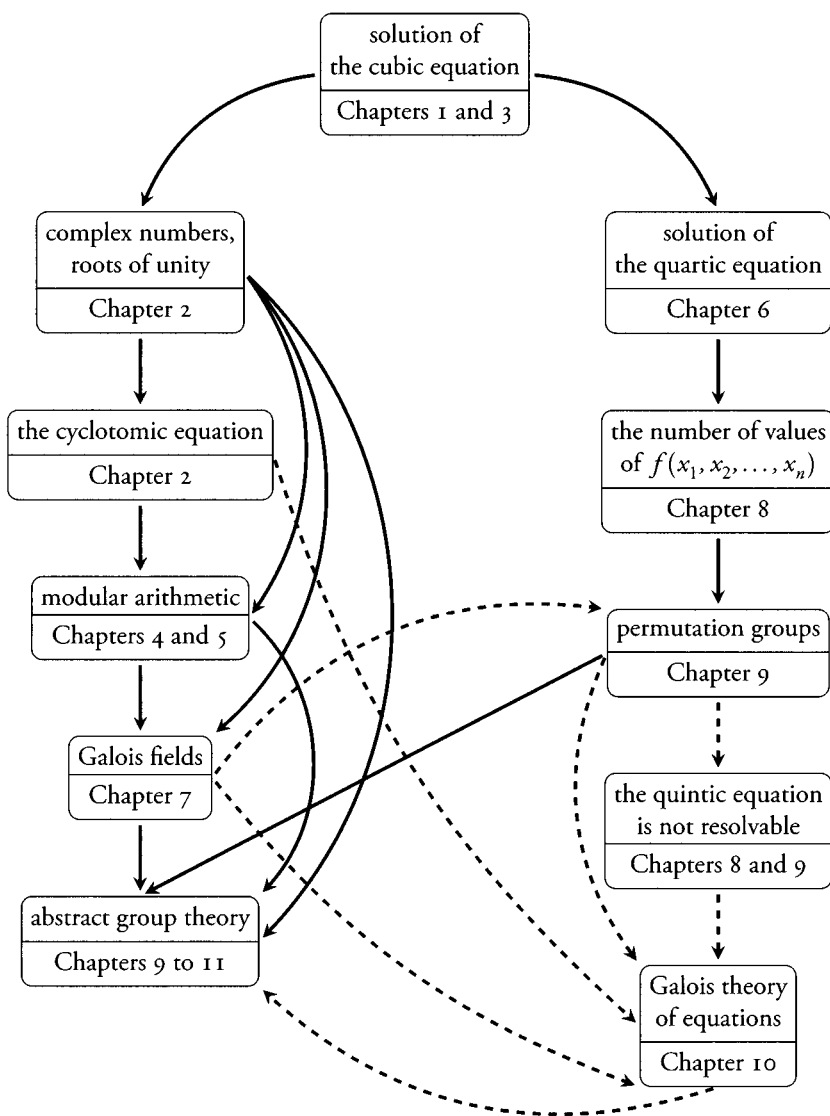 solution of
the cubic equation
Chapters 1 and 3
complex numbers,
roots of unity
Chapter 2
solution of
the quartic equation
Chapter 6
the cyclotomic equation
Chapter 2
the number of values
of f(x₁, x₂, ..., xₙ)
Chapter 8
modular arithmetic
Chapters 4 and 5
permutation groups
Chapter 9
Galois fields
Chapter 7
the quintic equation
is not resolvable
Chapters 8 and 9
abstract group theory
Chapters 9 to 11
Galois theory
of equations
Chapter 10